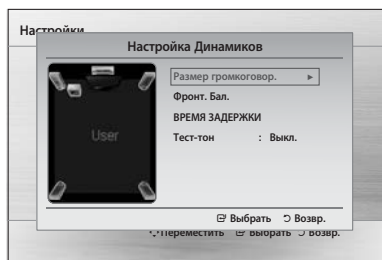 Настройки
Настройка Динамиков
Размер громкоговор. ►
Фронт. Бал.
ВРЕМЯ ЗАДЕРЖКИ
Тест-тон : Выкл.
User
Выбрать Возвр.
Переместить Выбрать Возвр.